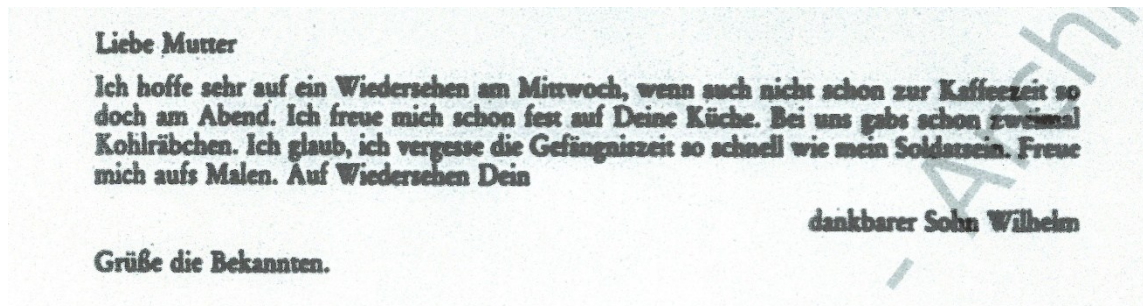 Liebe Mutter
Ich hoffe sehr auf ein Wiedersehen am Mittwoch, wenn auch nicht schon zur Kaffeezeit so
doch am Abend. Ich freue mich schon fest auf Deine Küche. Bei uns gabs schon zweimal
Kohlräbchen. Ich glaub, ich vergesse die Gefängniszeit so schnell wie mein Soldatsein. Freue
mich aufs Malen. Auf Wiedersehen Dein
dankbarer Sohn Wilhelm
Grüße die Bekannten.